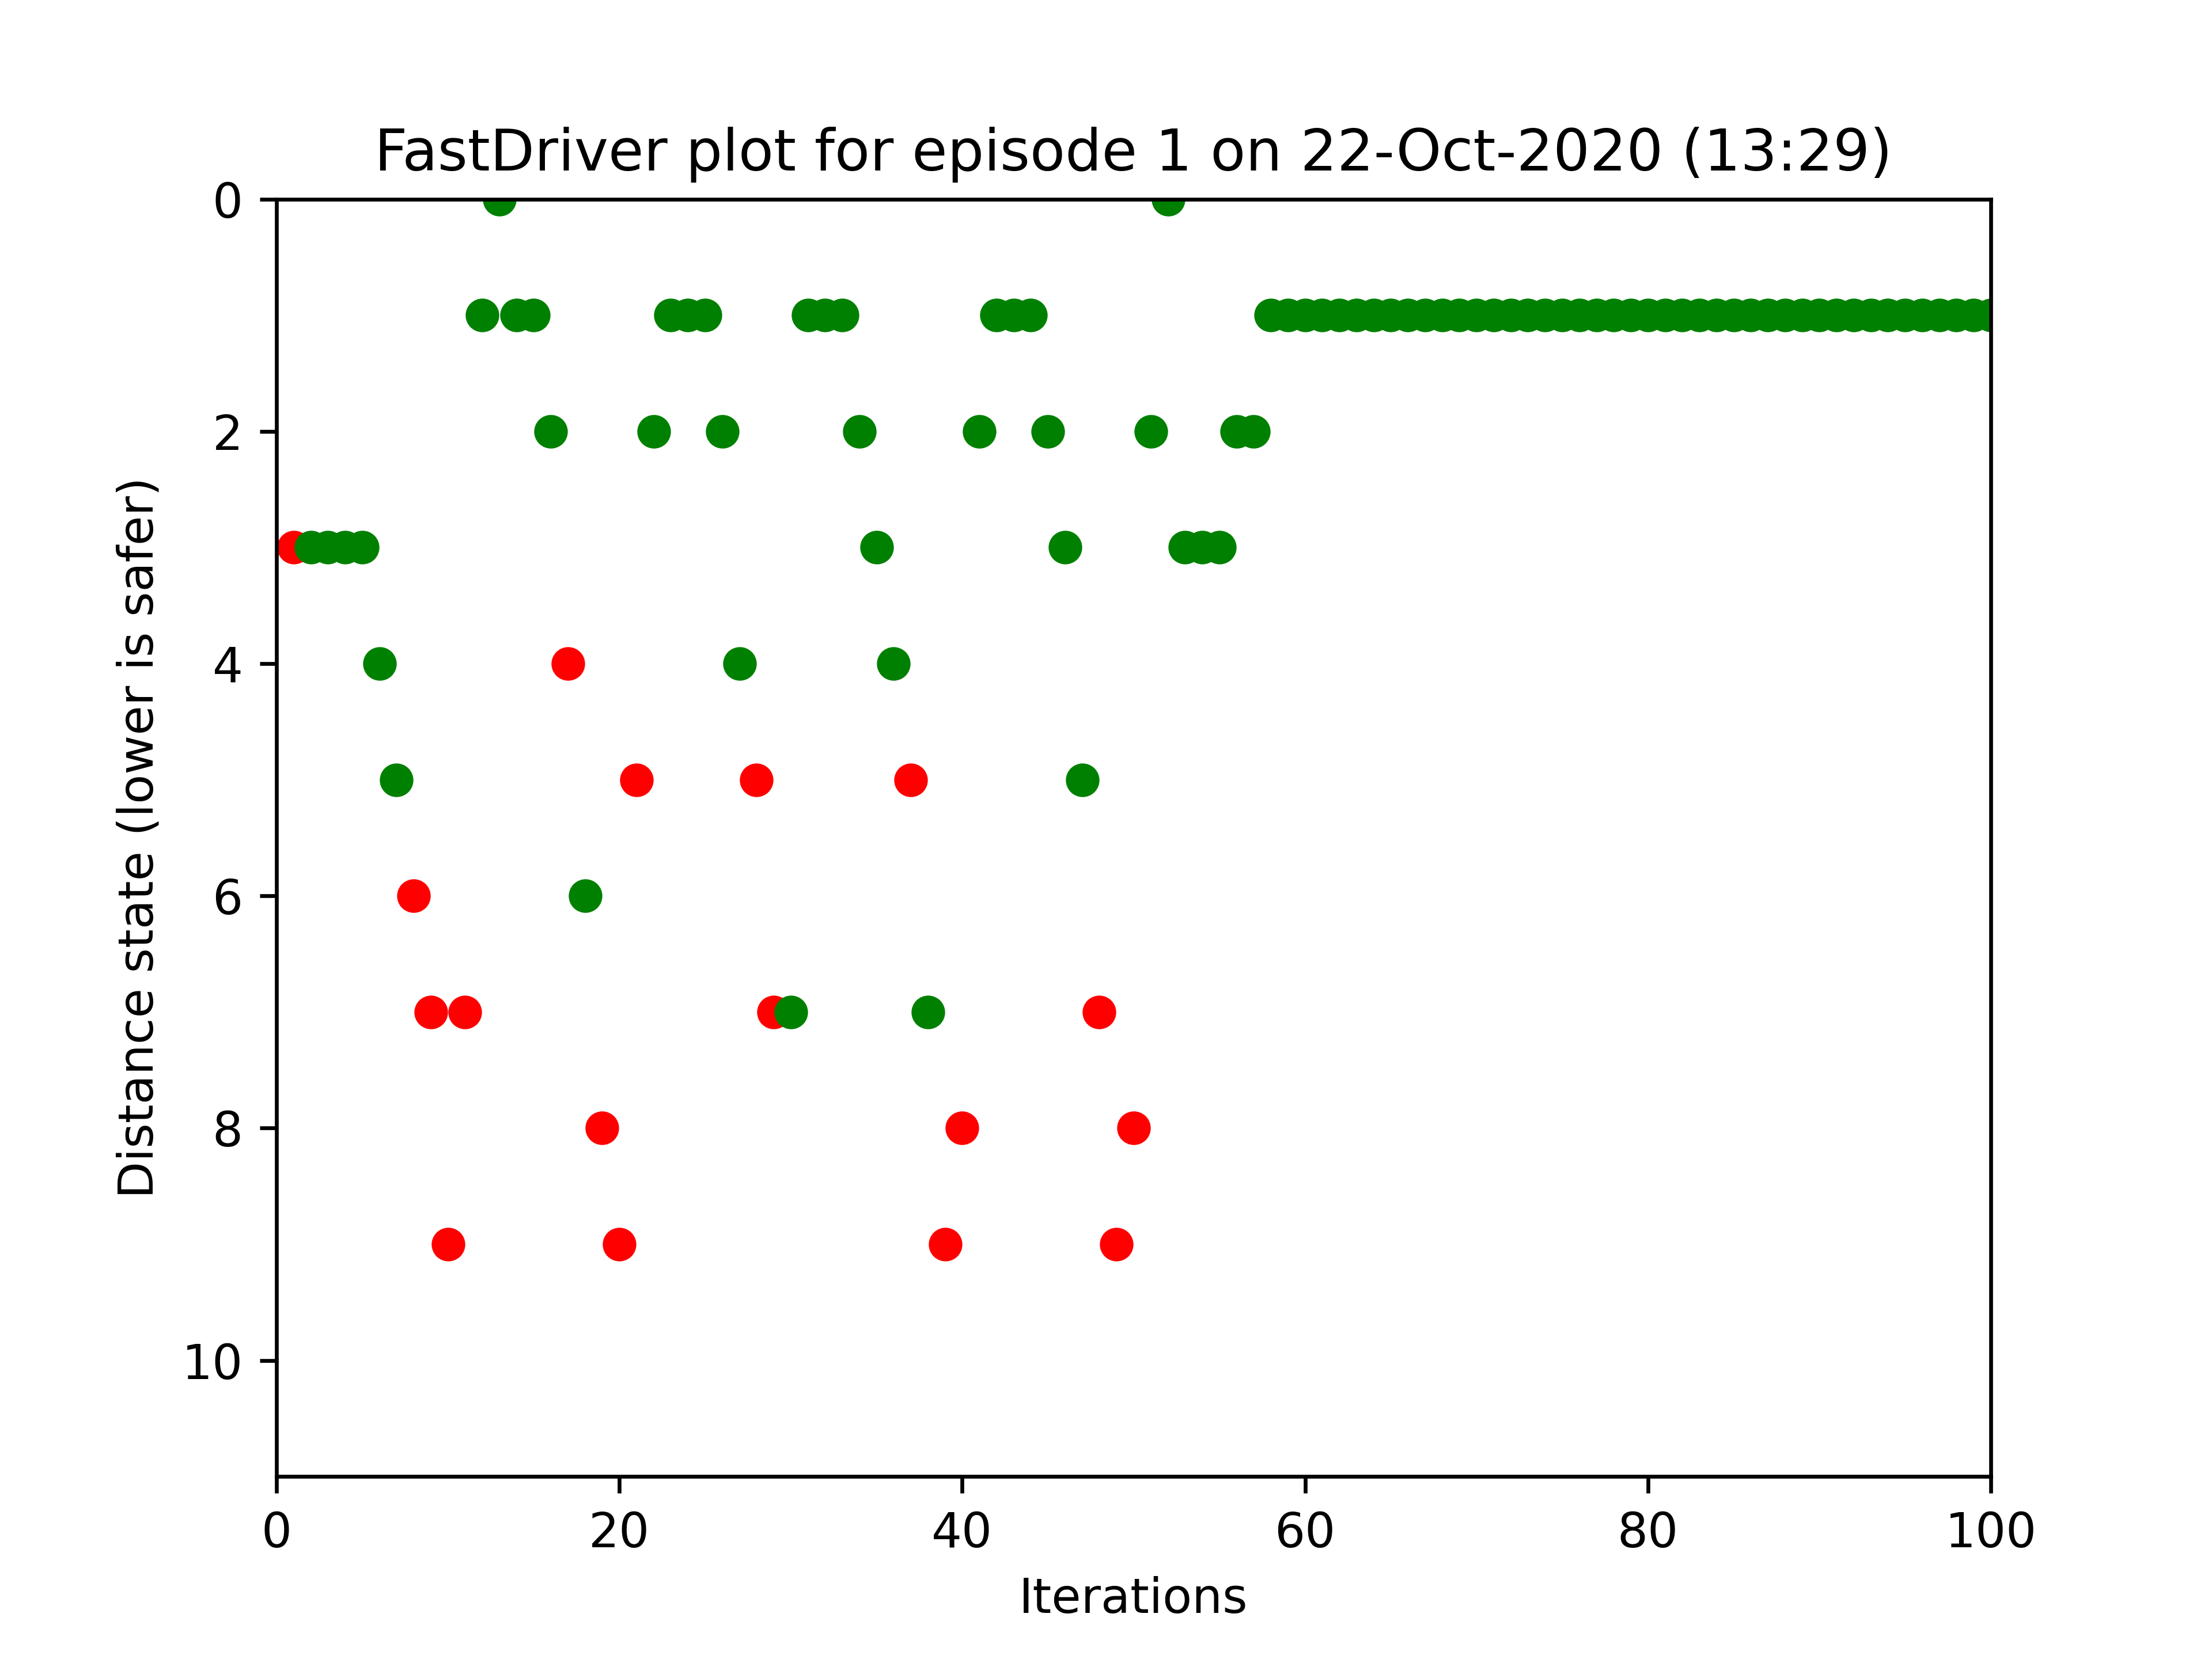 FastDriver plot for episode 1 on 22-Oct-2020 (13:29)
Distance state (lower is safer)
0
2
4
6
8
10
0 20 40 60 80 100
Iterations